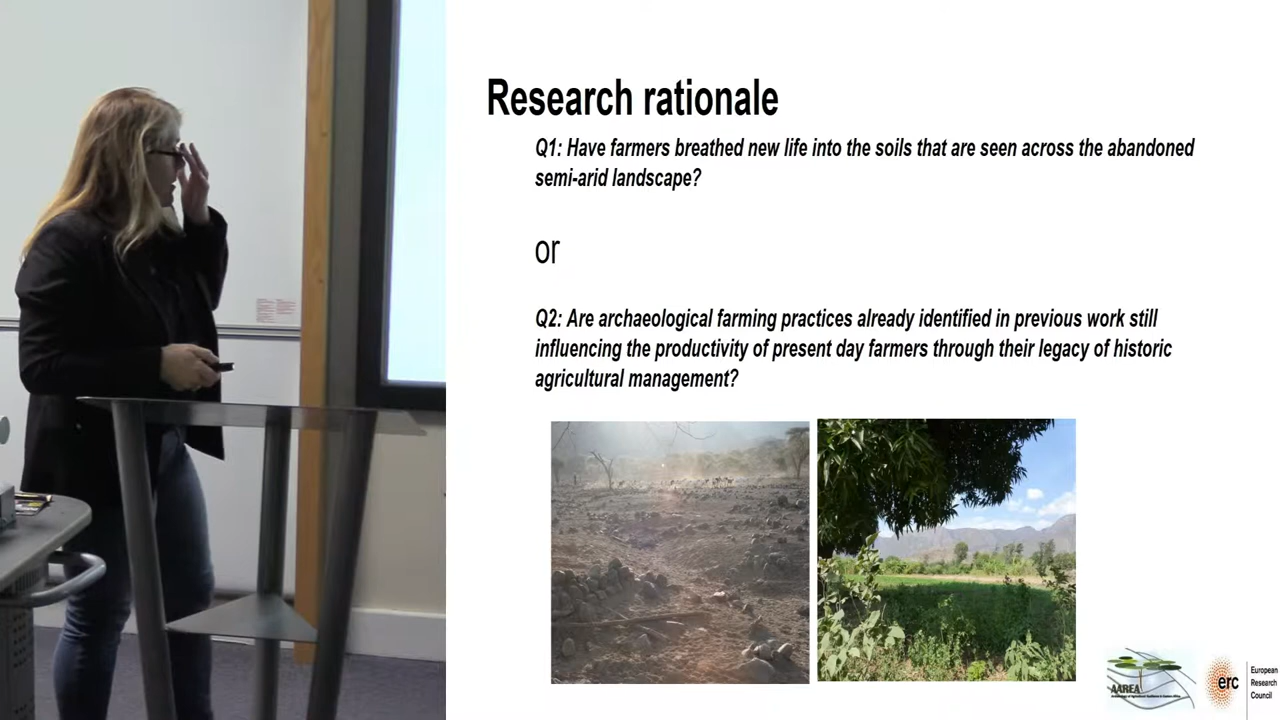 Research rationale
Q1: Have farmers breathed new life into the soils that are seen across the abandoned
semi-arid landscape?
or
Q2: Are archaeological farming practices already identified in previous work still
influencing the productivity of present day farmers through their legacy of historic
agricultural management?
AAREA
erc
European
Research
Council